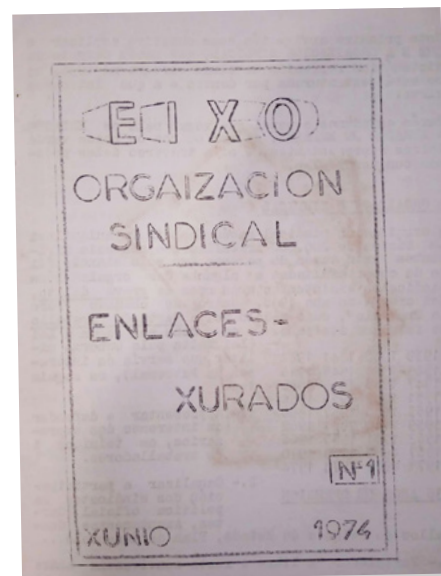 EIXO
ORGAIZACION
SINDICAL
ENLACES-
XURADOS
Nº1
XUNIO 1974